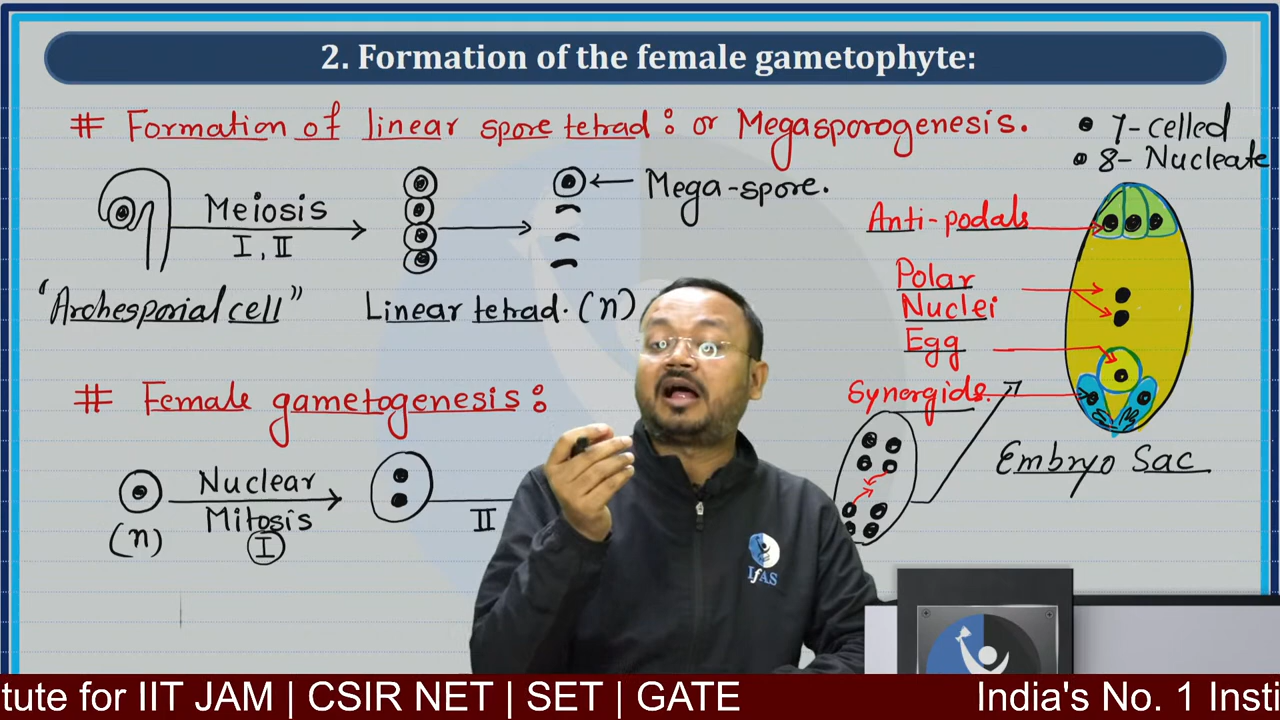 2. Formation of the female gametophyte:
# Formation of linear spore tetrad : or Megasporogenesis.
• 7-celled
• 8-Nucleate
Meiosis
I, II
Mega-spore.
"Archesporial cell"
Linear tetrad. (n)
Anti-podals
Polar
Nuclei
Egg
Synergids.
Embryo Sac
# Female gametogenesis :
Nuclear
Mitosis
I
(n)
II
IfAS
tute for IIT JAM | CSIR NET | SET | GATE
India's No. 1 Insti